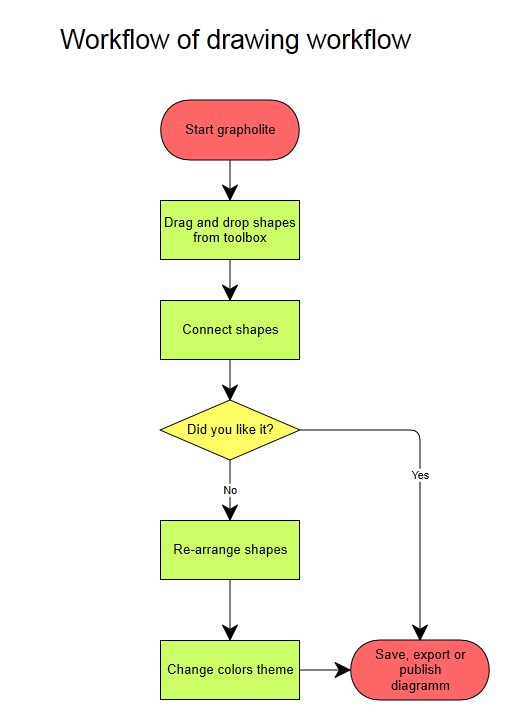 Workflow of drawing workflow
Start grapholite
Drag and drop shapes
from toolbox
Connect shapes
Did you like it?
Yes
No
Re-arrange shapes
Change colors theme
Save, export or
publish
diagramm